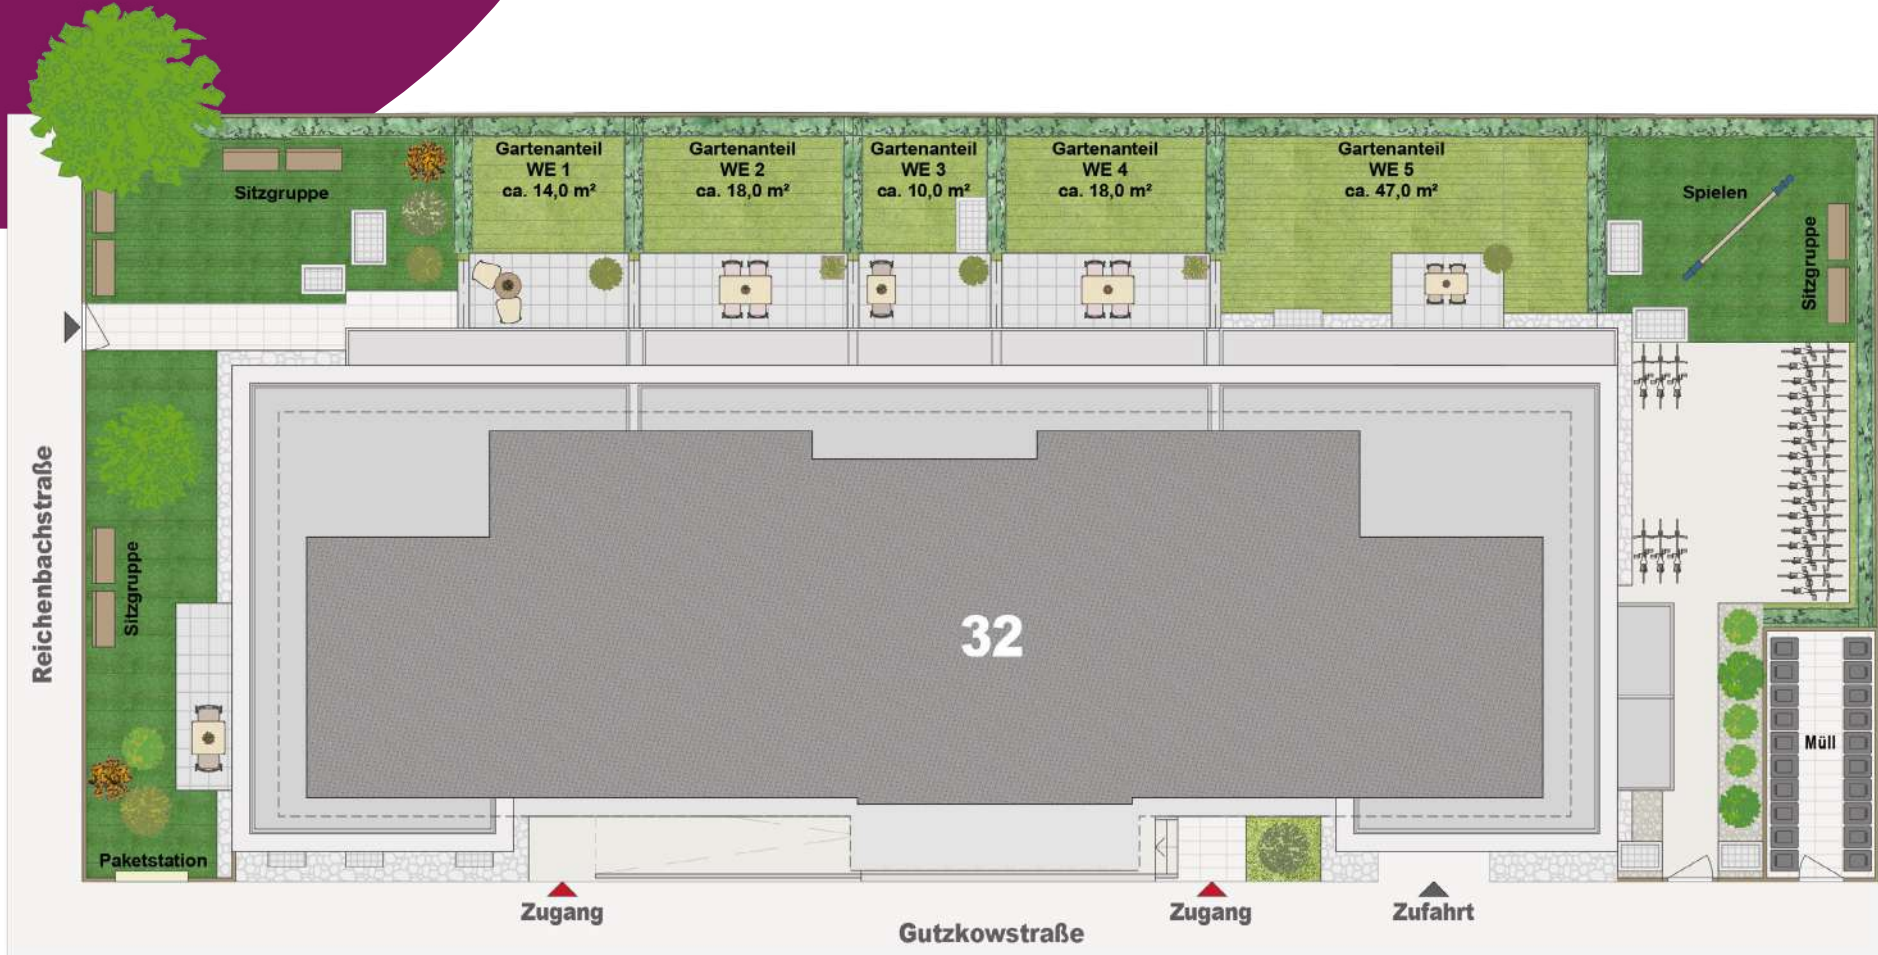 Gartenanteil
WE 1
ca. 14,0 m²
Gartenanteil
WE 2
ca. 18,0 m²
Gartenanteil
WE 3
ca. 10,0 m²
Gartenanteil
WE 4
ca. 18,0 m²
Gartenanteil
WE 5
ca. 47,0 m²
Sitzgruppe
Spielen
Sitzgruppe
Reichenbachstraße
Sitzgruppe
32
Müll
Paketstation
Zugang
Zugang
Zufahrt
Gutzkowstraße